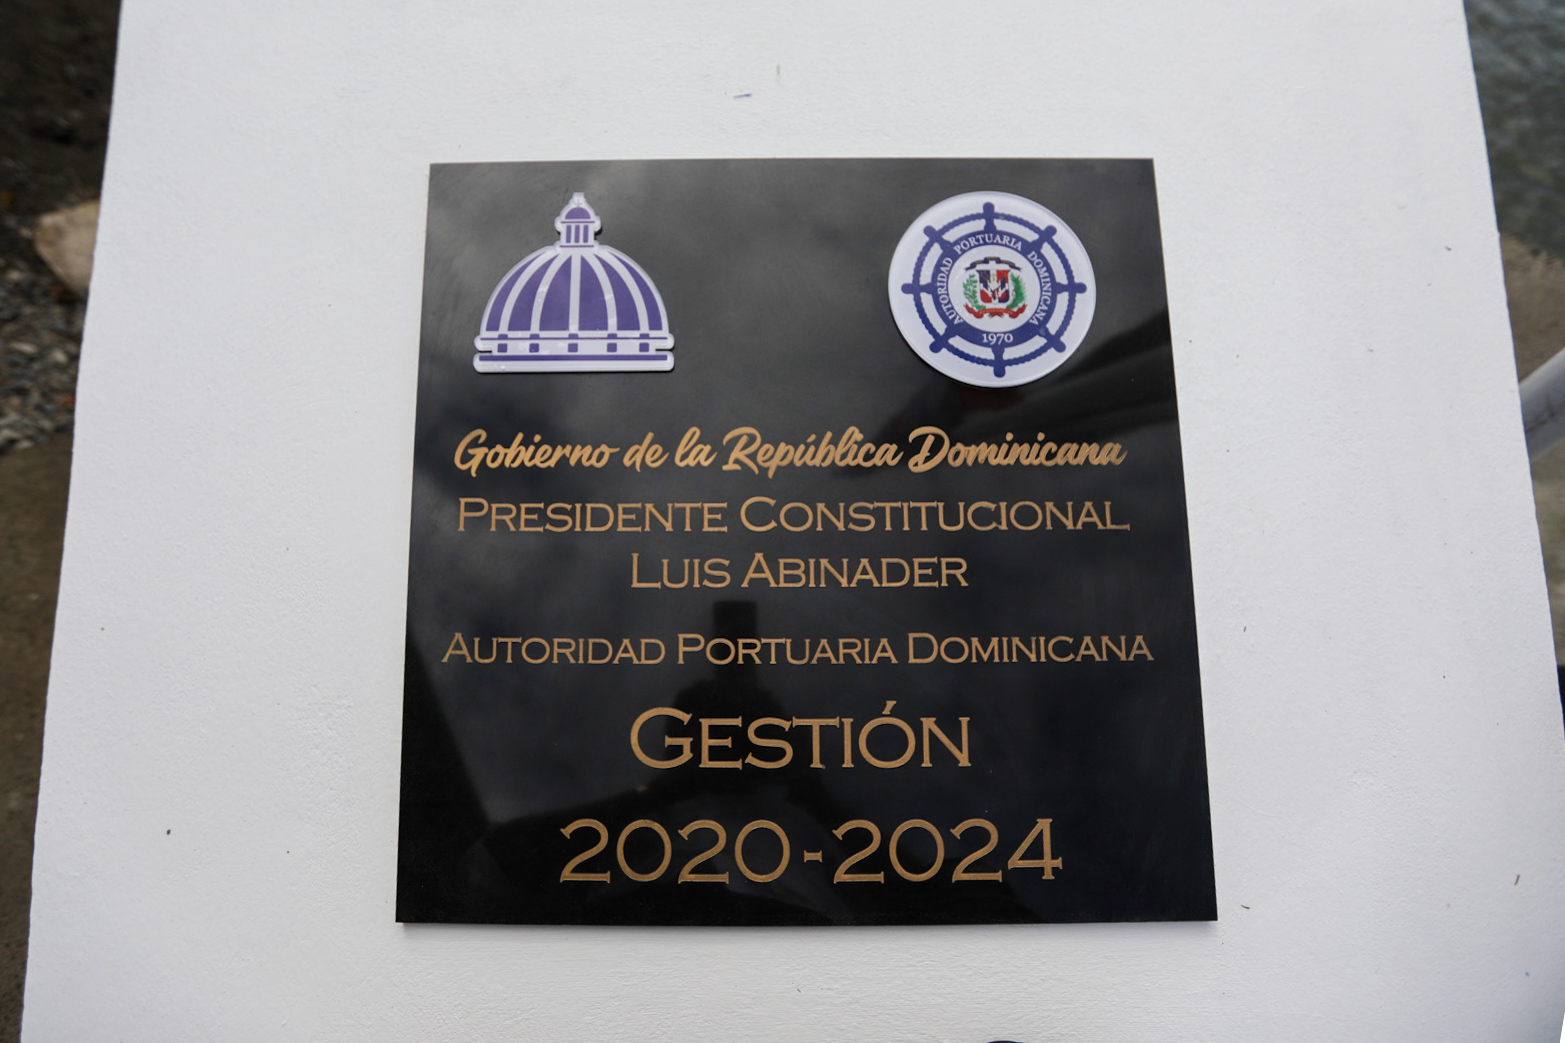 AUTORIDAD PORTUARIA DOMINICANA
1970
Gobierno de la República Dominicana
PRESIDENTE CONSTITUCIONAL
LUIS ABINADER
AUTORIDAD PORTUARIA DOMINICANA
GESTIÓN
2020-2024